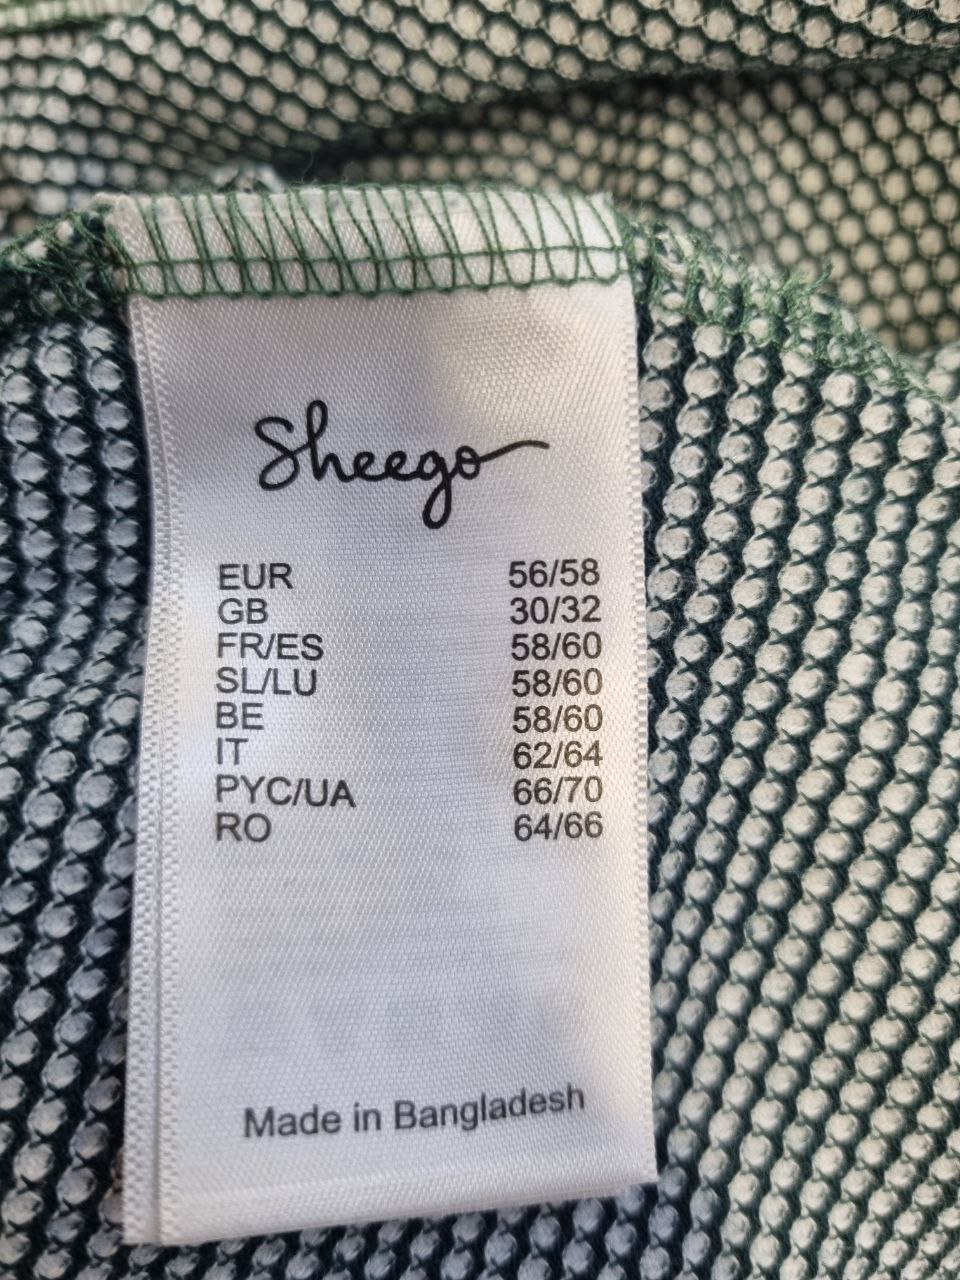 Sheego
EUR 56/58
GB 30/32
FR/ES 58/60
SL/LU 58/60
BE 58/60
IT 62/64
PYC/UA 66/70
RO 64/66
Made in Bangladesh